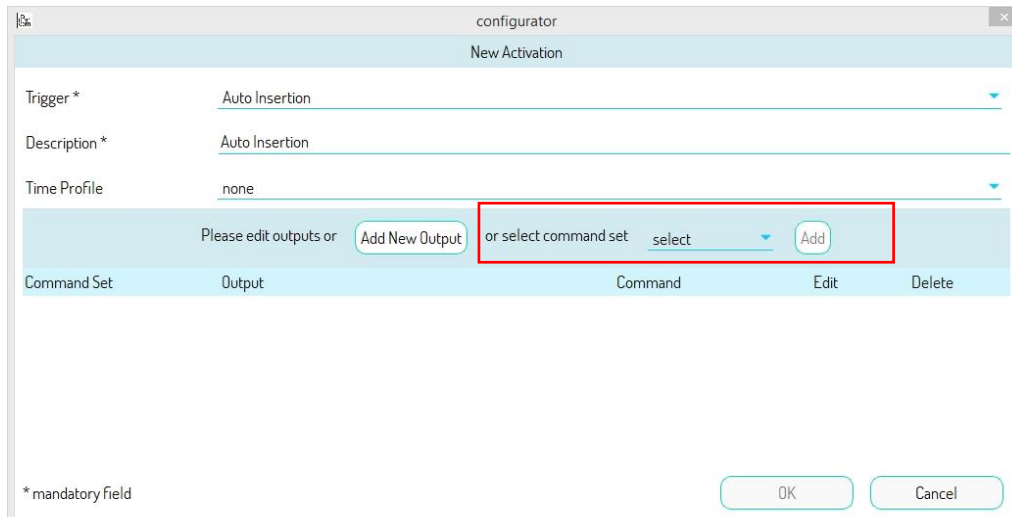 configurator
New Activation
Trigger * Auto Insertion
Description * Auto Insertion
Time Profile none
Please edit outputs or Add New Output or select command set select Add
Command Set Output Command Edit Delete
* mandatory field OK Cancel